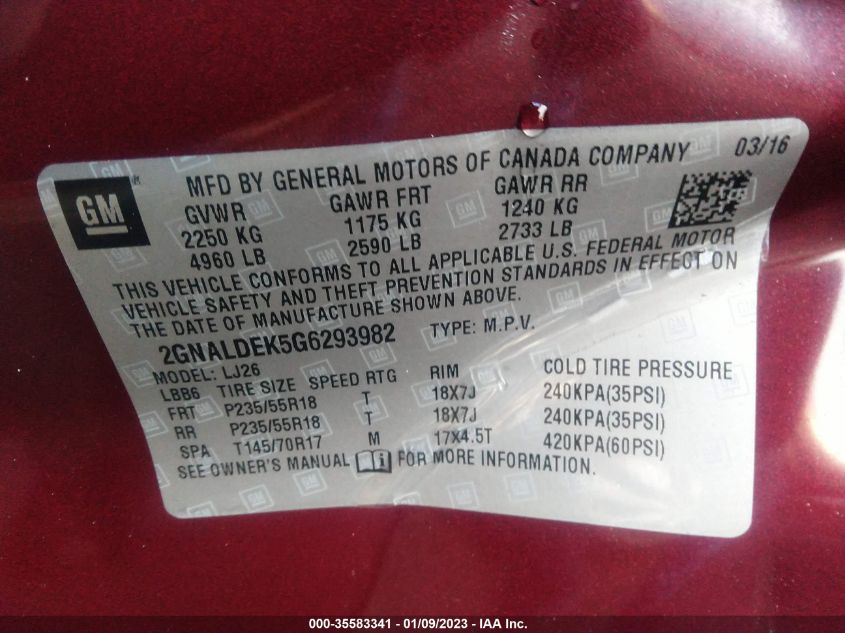 GM
MFD BY GENERAL MOTORS OF CANADA COMPANY 03/16
GVWR GAWR FRT GAWR RR
2250 KG 1175 KG 1240 KG
4960 LB 2590 LB 2733 LB
THIS VEHICLE CONFORMS TO ALL APPLICABLE U.S. FEDERAL MOTOR
VEHICLE SAFETY AND THEFT PREVENTION STANDARDS IN EFFECT ON
THE DATE OF MANUFACTURE SHOWN ABOVE.
2GNALDEK5G6293982 TYPE: M.P.V.
MODEL: LJ26
LBB6 TIRE SIZE SPEED RTG RIM COLD TIRE PRESSURE
FRT P235/55R18 T 18X7J 240KPA(35PSI)
RR P235/55R18 T 18X7J 240KPA(35PSI)
SPA T145/70R17 M 17X4.5T 420KPA(60PSI)
SEE OWNER'S MANUAL FOR MORE INFORMATION.
000-35583341 - 01/09/2023 - IAA Inc.